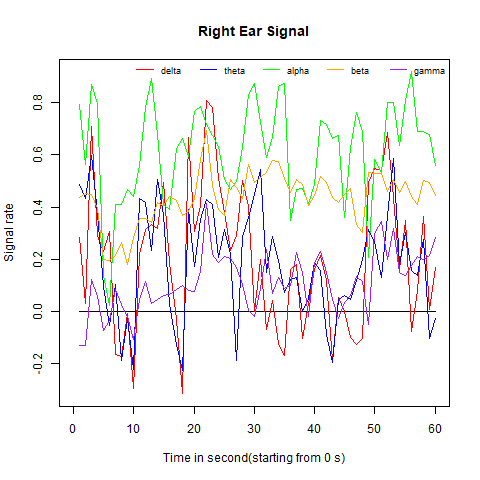 Right Ear Signal
delta theta alpha beta gamma
Signal rate
0.8
0.6
0.4
0.2
0.0
-0.2
0 10 20 30 40 50 60
Time in second(starting from 0 s)